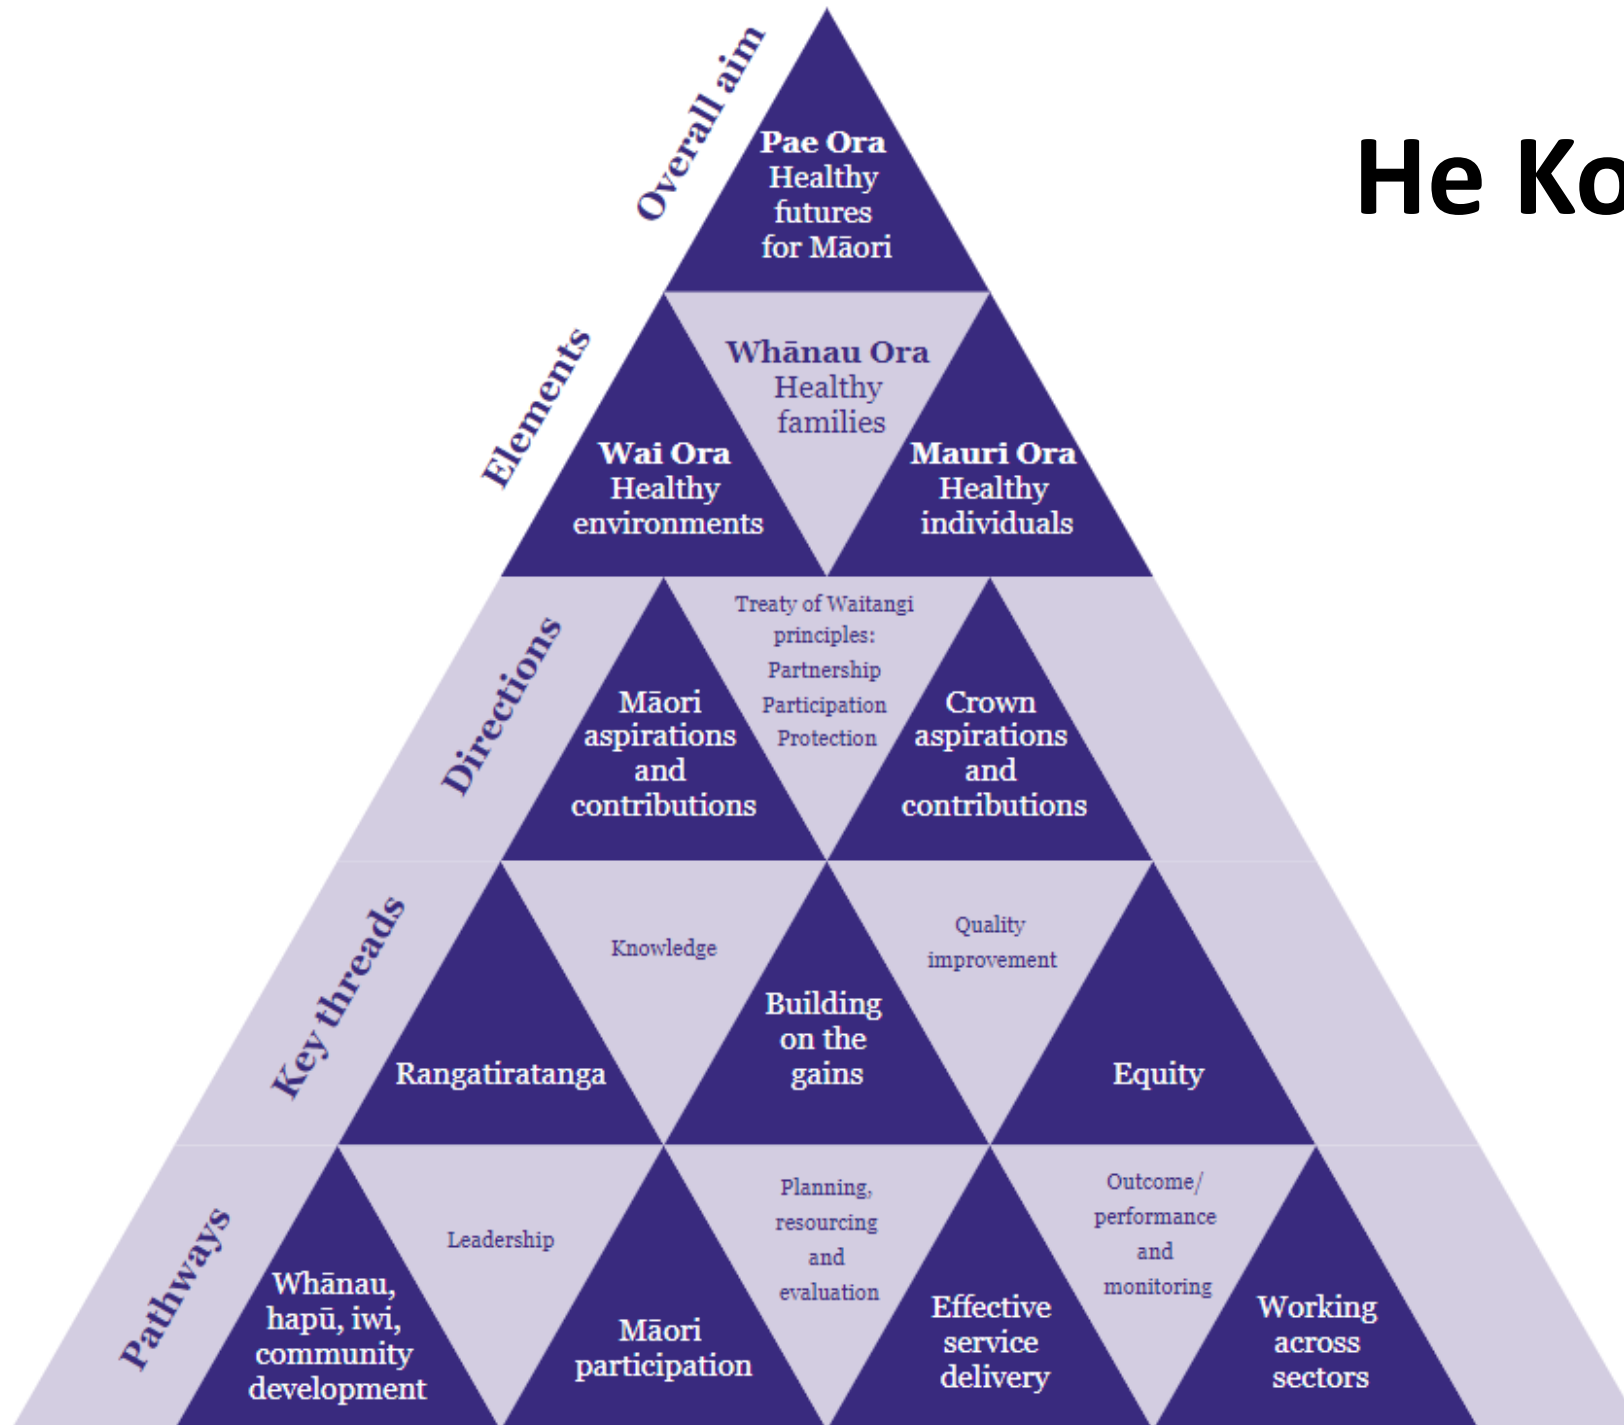 Overall aim
He Ko
Pae Ora
Healthy
futures
for Māori
Elements
Whānau Ora
Healthy
families
Wai Ora
Healthy
environments
Mauri Ora
Healthy
individuals
Directions
Treaty of Waitangi
principles:
Partnership
Participation
Protection
Māori
aspirations
and
contributions
Crown
aspirations
and
contributions
Key threads
Rangatiratanga
Knowledge
Building
on the
gains
Quality
improvement
Equity
Pathways
Whānau,
hapū, iwi,
community
development
Leadership
Māori
participation
Planning,
resourcing
and
evaluation
Effective
service
delivery
Outcome/
performance
and
monitoring
Working
across
sectors